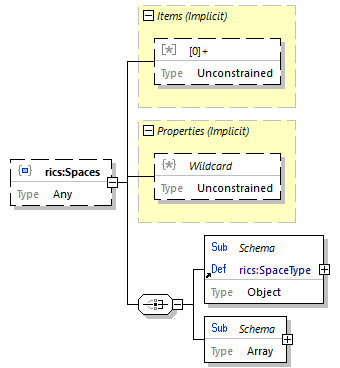 Items (Implicit)
[0]+
Type Unconstrained
Properties (Implicit)
Wildcard
Type Unconstrained
rics:Spaces
Type Any
Sub Schema
Def rics:SpaceType
Type Object
Sub Schema
Type Array